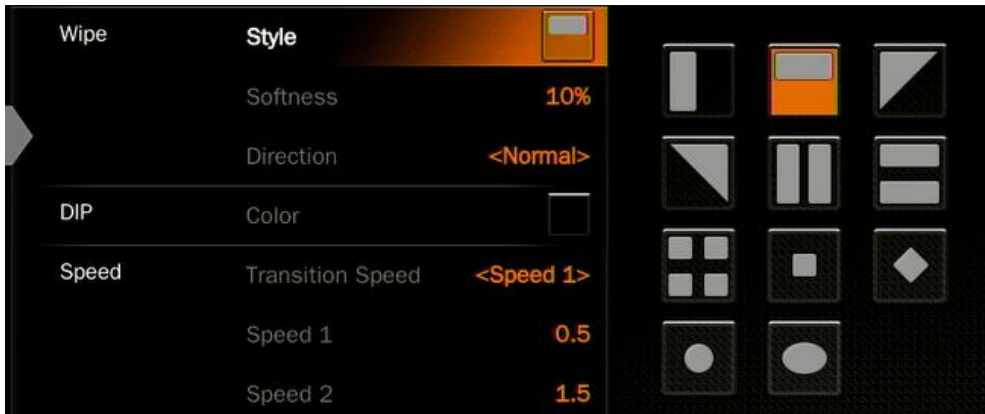 Wipe Style
Softness 10%
Direction <Normal>
DIP Color
Speed Transition Speed <Speed 1>
Speed 1 0.5
Speed 2 1.5